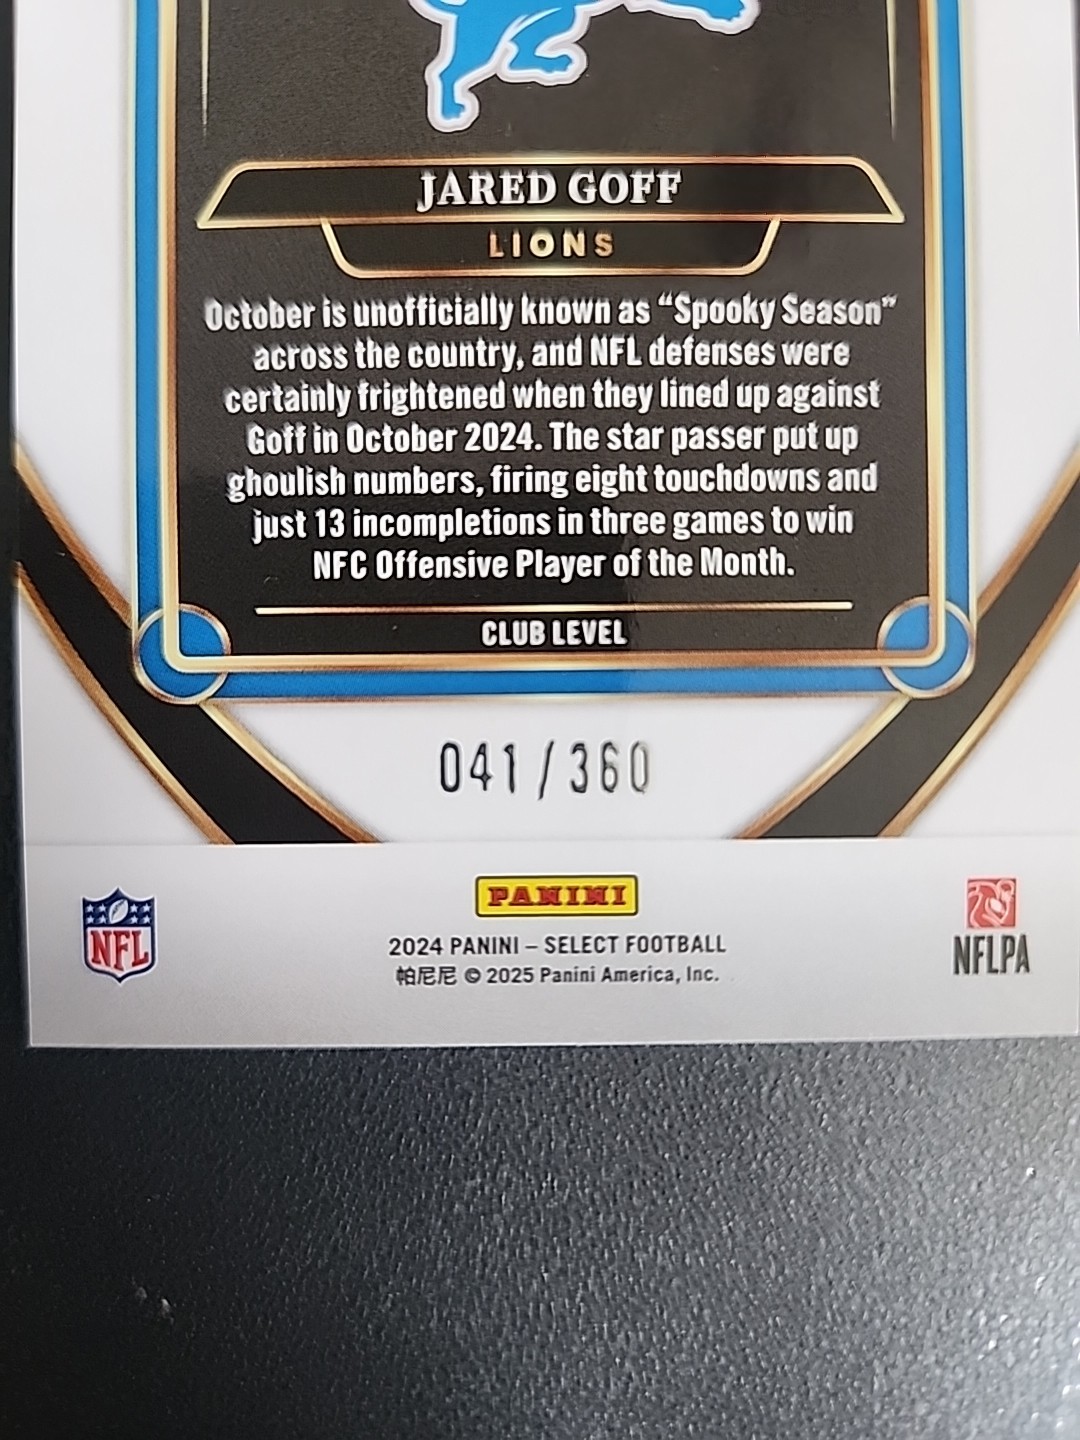 JARED GOFF
LIONS
October is unofficially known as “Spooky Season”
across the country, and NFL defenses were
certainly frightened when they lined up against
Goff in October 2024. The star passer put up
ghoulish numbers, firing eight touchdowns and
just 13 incompletions in three games to win
NFC Offensive Player of the Month.
CLUB LEVEL
041/360
NFL
PANINI
NFLPA
2024 PANINI – SELECT FOOTBALL
帕尼尼 © 2025 Panini America, Inc.